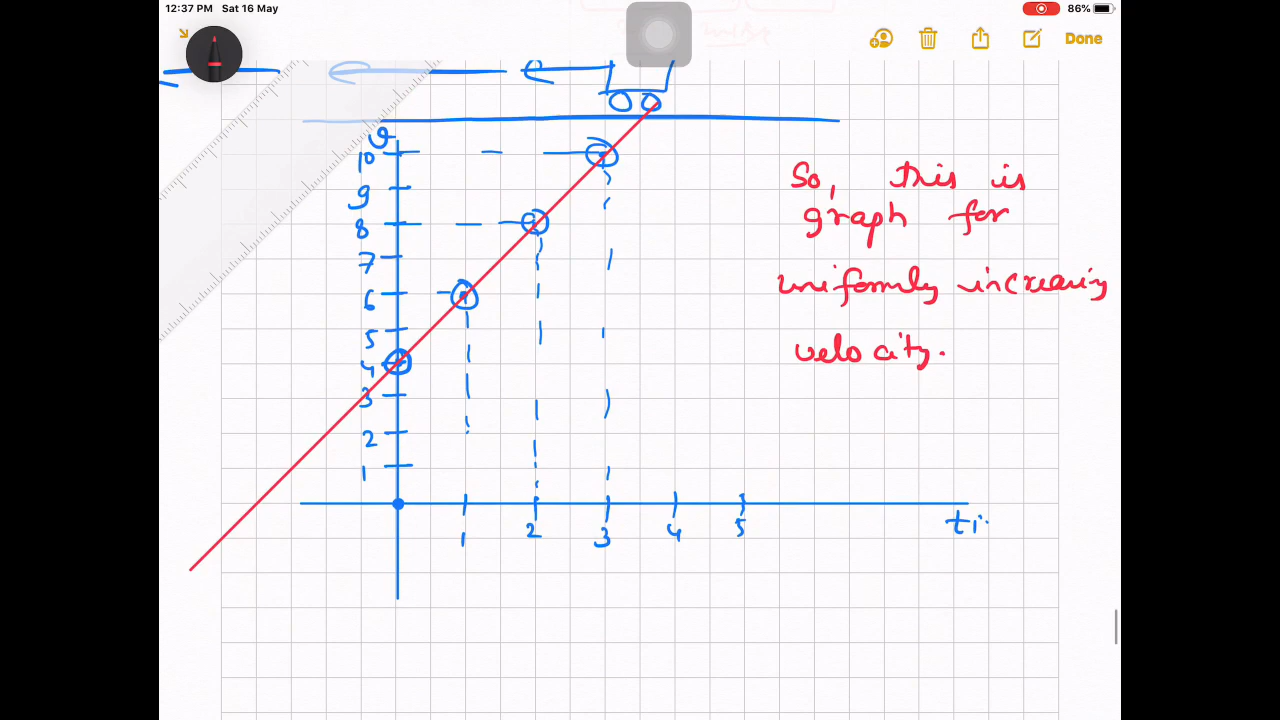 12:37 PM Sat 16 May
86%
Done
v
10
9
8
7
6
5
4
3
2
1
1 2 3 4 5
ti
So, this is
graph for
uniformly increasing
velocity.